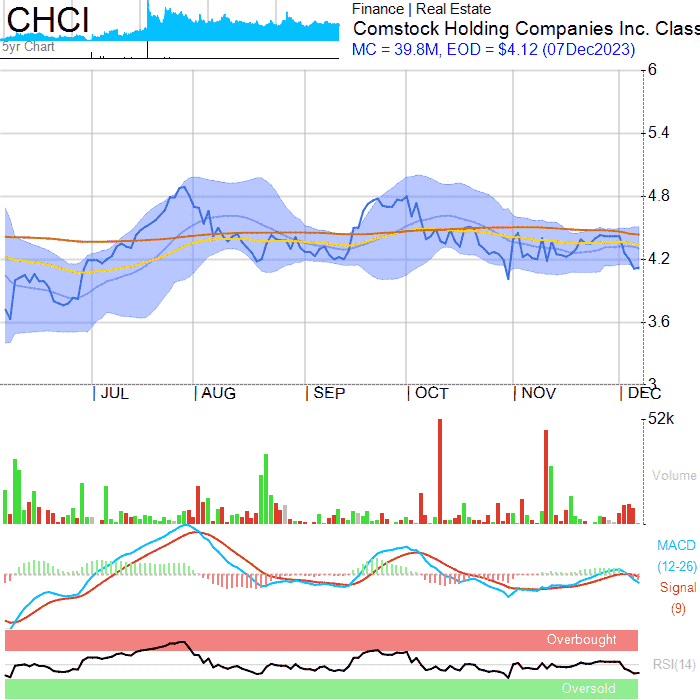 CHCI
5yr Chart
Finance | Real Estate
Comstock Holding Companies Inc. Class
MC = 39.8M, EOD = $4.12 (07Dec2023)
6
5.4
4.8
4.2
3.6
3
JUL AUG SEP OCT NOV DEC
52k
Volume
MACD
(12-26)
Signal
(9)
Overbought
RSI(14)
Oversold